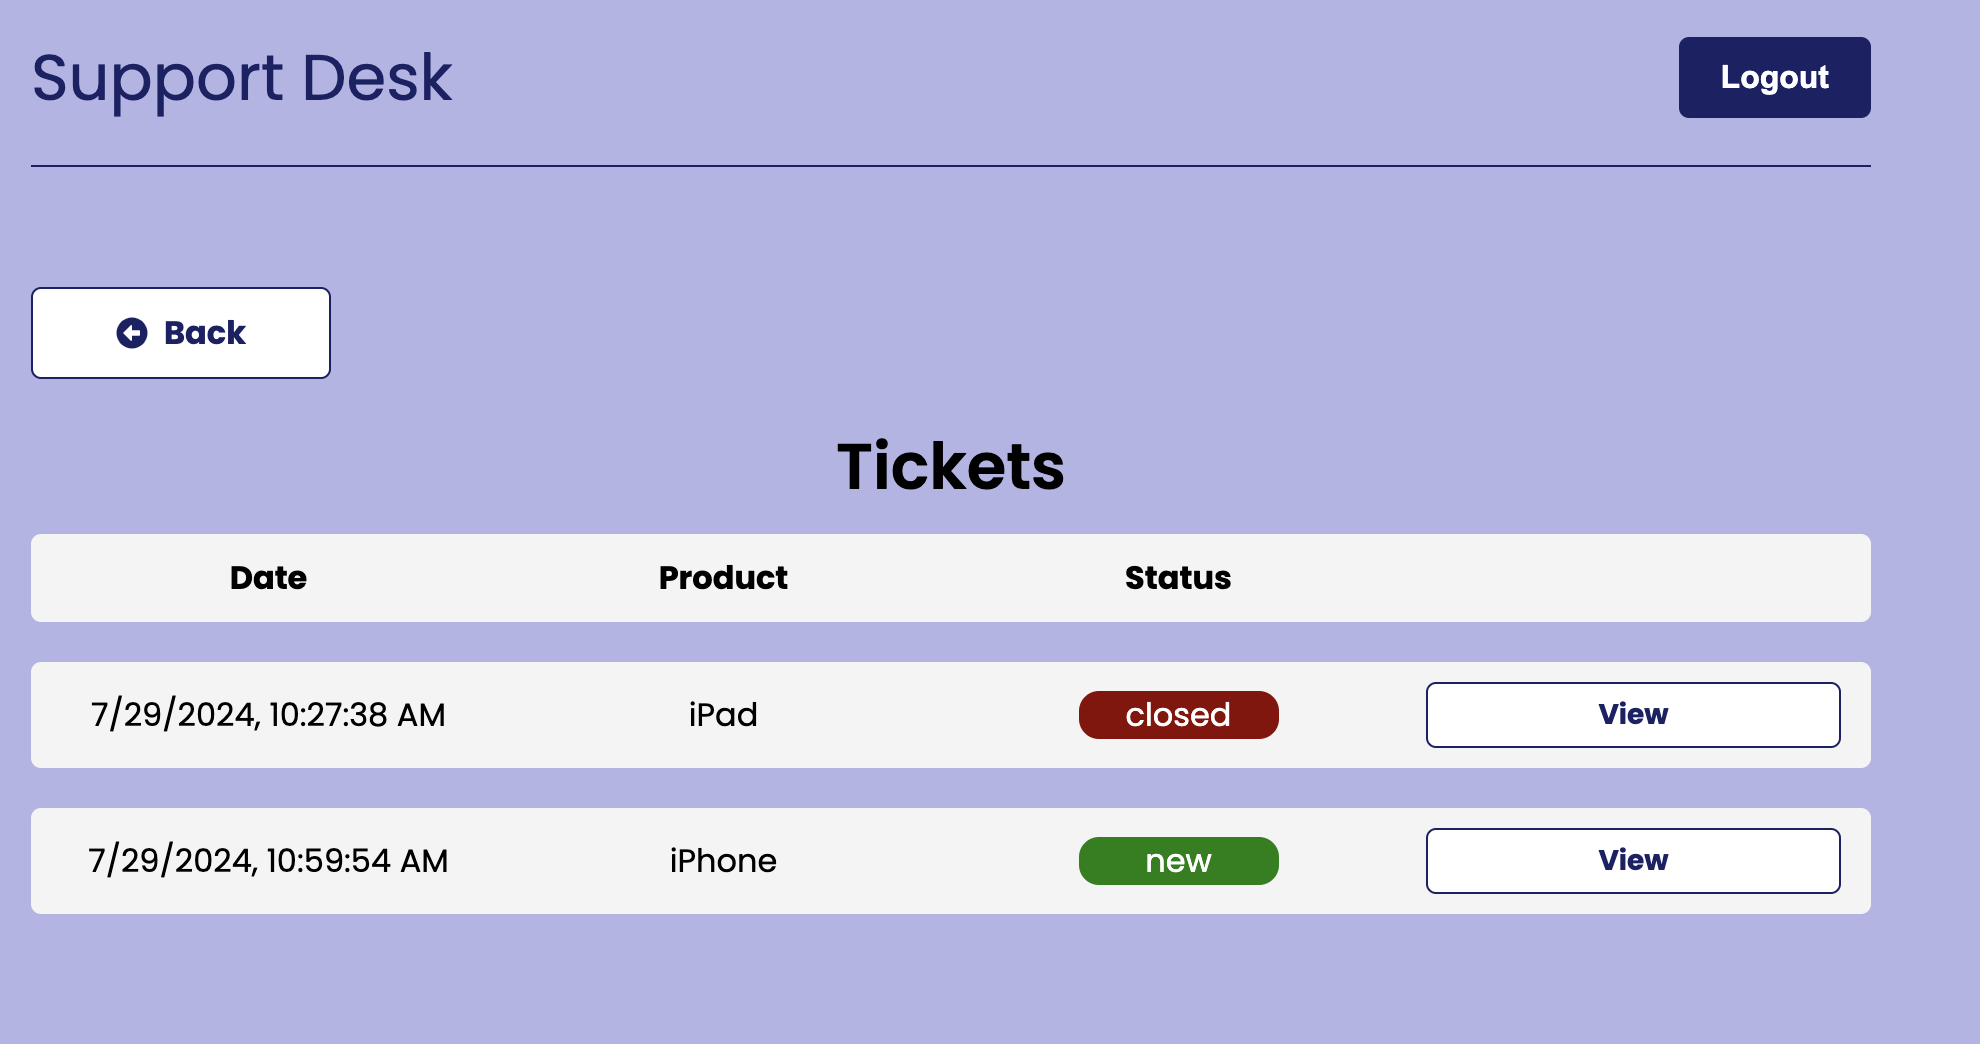 Support Desk
Logout
Back
Tickets
Date Product Status
7/29/2024, 10:27:38 AM iPad closed View
7/29/2024, 10:59:54 AM iPhone new View